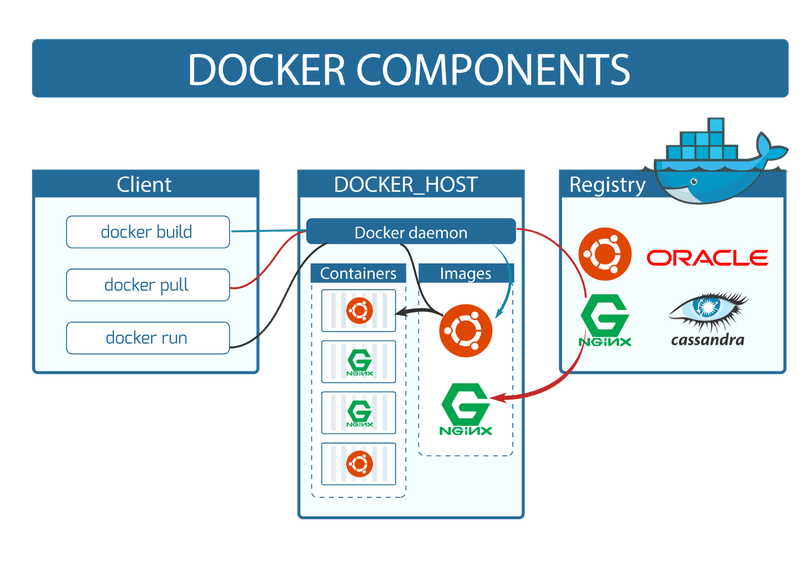 DOCKER COMPONENTS
Client
docker build
docker pull
docker run
DOCKER_HOST
Docker daemon
Containers
NGINX
NGINX
Images
NGINX
Registry
ORACLE
NGINX
cassandra